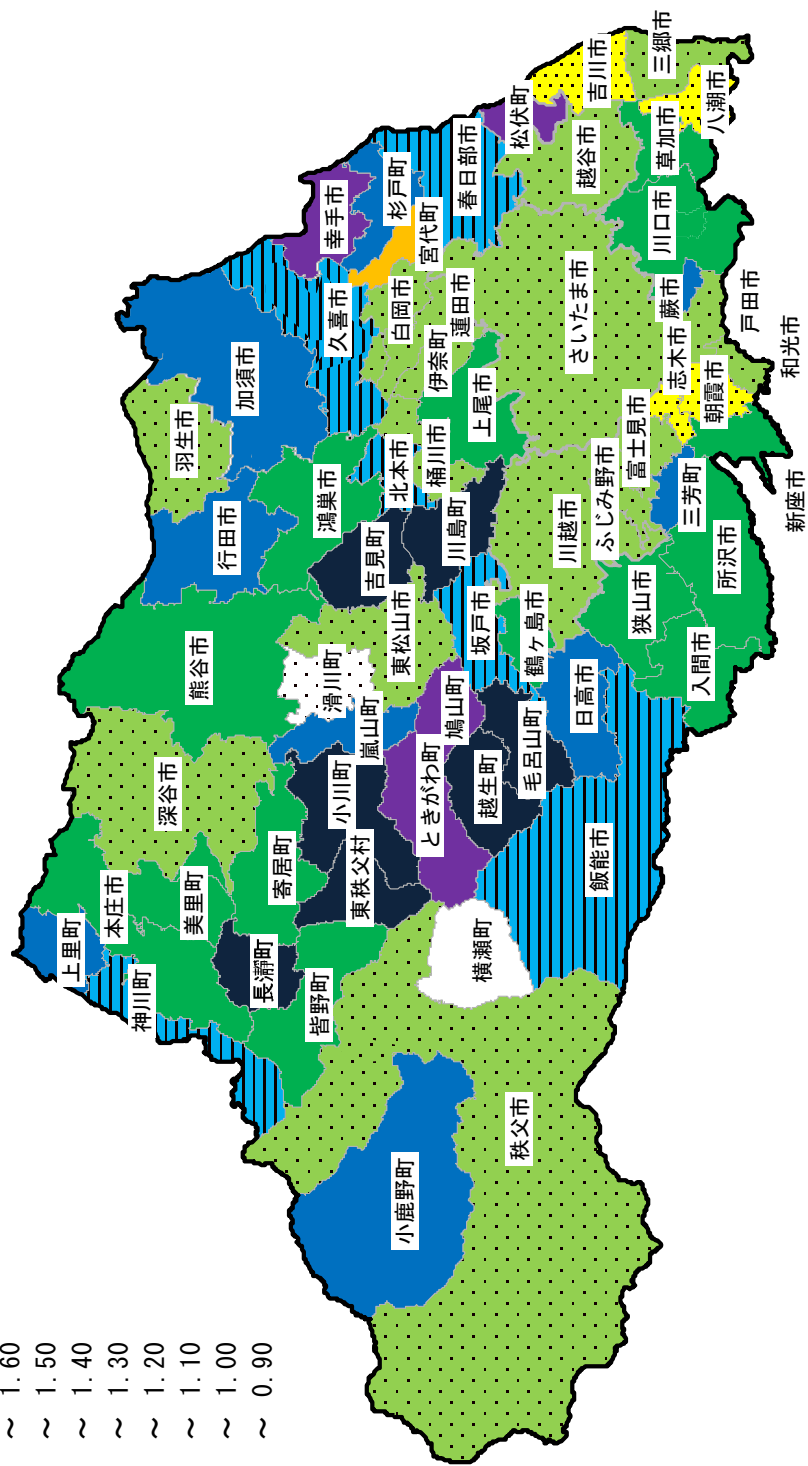 ～ 1.60
～ 1.50
～ 1.40
～ 1.30
～ 1.20
～ 1.10
～ 1.00
～ 0.90
上里町
本庄市
神川町
深谷市
羽生市
美里町
熊谷市
行田市
加須市
長瀞町
寄居町
皆野町
鴻巣市
滑川町
幸手市
久喜市
小川町
東秩父村
嵐山町
吉見町
杉戸町
北本市
白岡市
東松山市
小鹿野町
宮代町
ときがわ町
桶川市
伊奈町
川島町
鳩山町
蓮田市
春日部市
上尾市
坂戸市
横瀬町
越生町
秩父市
松伏町
毛呂山町
鶴ヶ島市
川越市
さいたま市
日高市
越谷市
吉川市
飯能市
ふじみ野市
富士見市
狭山市
川口市
三郷市
草加市
蕨市
志木市
三芳町
入間市
朝霞市
八潮市
所沢市
戸田市
和光市
新座市